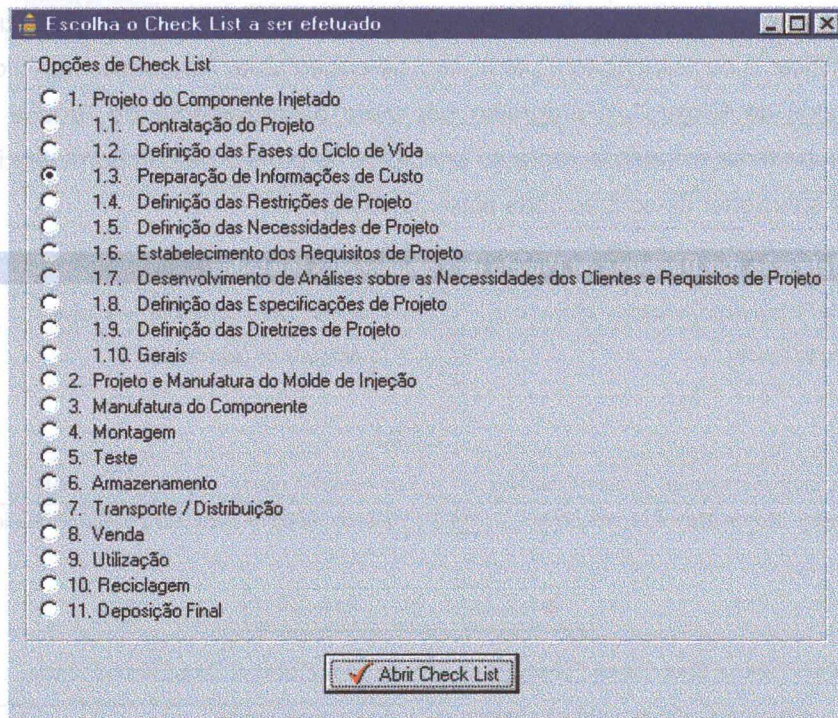 Escolha o Check List a ser efetuado
Opções de Check List
1. Projeto do Componente Injetado
1.1. Contratação do Projeto
1.2. Definição das Fases do Ciclo de Vida
1.3. Preparação de Informações de Custo
1.4. Definição das Restrições de Projeto
1.5. Definição das Necessidades de Projeto
1.6. Estabelecimento dos Requisitos de Projeto
1.7. Desenvolvimento de Análises sobre as Necessidades dos Clientes e Requisitos de Projeto
1.8. Definição das Especificações de Projeto
1.9. Definição das Diretrizes de Projeto
1.10. Gerais
2. Projeto e Manufatura do Molde de Injeção
3. Manufatura do Componente
4. Montagem
5. Teste
6. Armazenamento
7. Transporte / Distribuição
8. Venda
9. Utilização
10. Reciclagem
11. Deposição Final
Abrir Check List